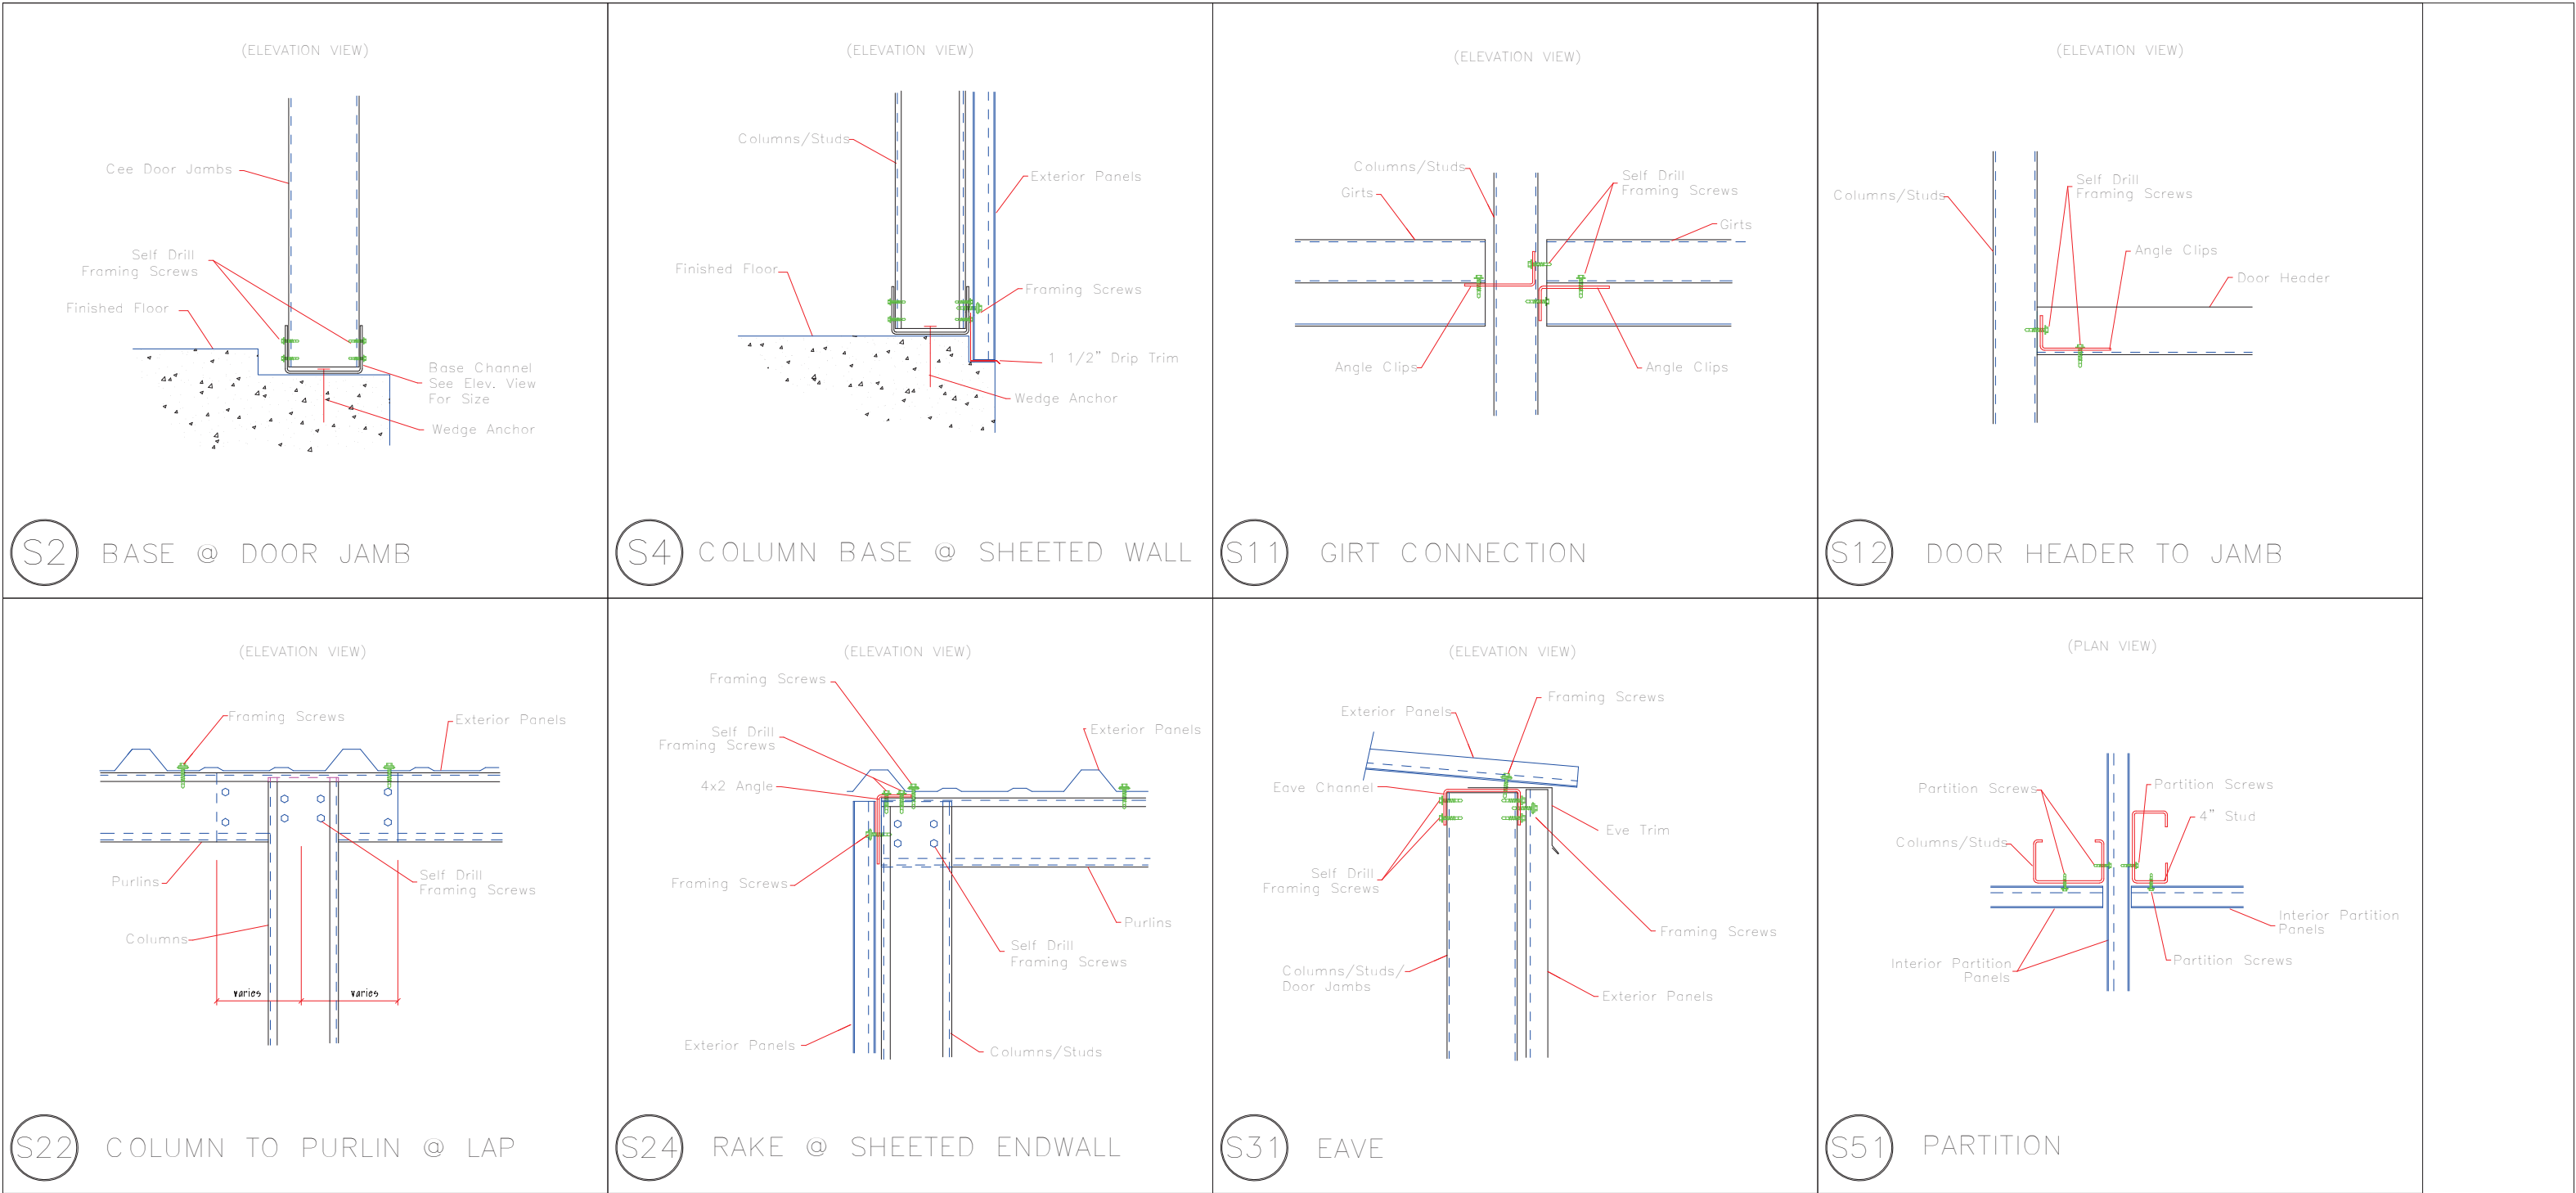 (ELEVATION VIEW)
Cee Door Jambs
Self Drill
Framing Screws
Finished Floor
Base Channel
See Elev. View
For Size
Wedge Anchor
S2 BASE @ DOOR JAMB
(ELEVATION VIEW)
Columns/Studs
Exterior Panels
Finished Floor
Framing Screws
1 1/2" Drip Trim
Wedge Anchor
S4 COLUMN BASE @ SHEETED WALL
(ELEVATION VIEW)
Columns/Studs
Self Drill
Framing Screws
Girts
Girts
Angle Clips
Angle Clips
S11 GIRT CONNECTION
(ELEVATION VIEW)
Self Drill
Framing Screws
Columns/Studs
Angle Clips
Door Header
S12 DOOR HEADER TO JAMB
(ELEVATION VIEW)
Framing Screws
Exterior Panels
Purlins
Self Drill
Framing Screws
Columns
varies
varies
S22 COLUMN TO PURLIN @ LAP
(ELEVATION VIEW)
Framing Screws
Self Drill
Framing Screws
Exterior Panels
4x2 Angle
Framing Screws
Purlins
Self Drill
Framing Screws
Exterior Panels
Columns/Studs
S24 RAKE @ SHEETED ENDWALL
(ELEVATION VIEW)
Framing Screws
Exterior Panels
Eave Channel
Eve Trim
Self Drill
Framing Screws
Framing Screws
Columns/Studs/
Door Jambs
Exterior Panels
S31 EAVE
(PLAN VIEW)
Partition Screws
Partition Screws
4" Stud
Columns/Studs
Interior Partition
Panels
Interior Partition
Panels
Partition Screws
S51 PARTITION